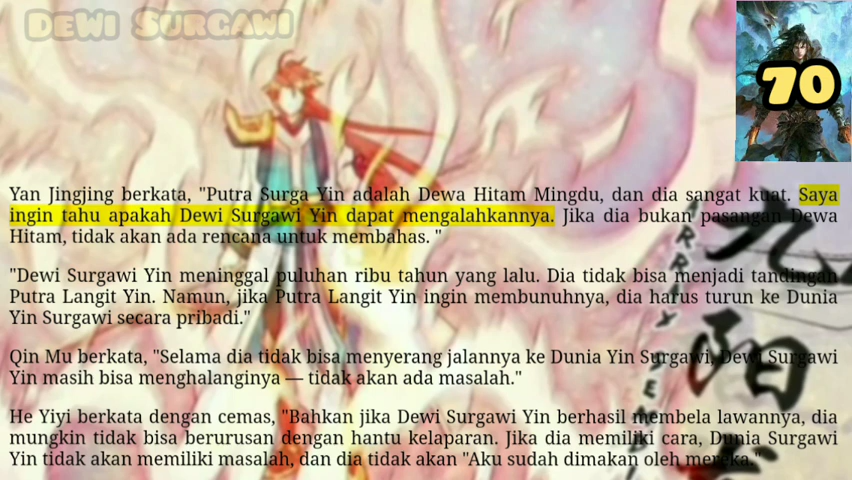 Dewi Surgawi
70
Yan Jingjing berkata, "Putra Surga Yin adalah Dewa Hitam Mingdu, dan dia sangat kuat. Saya
ingin tahu apakah Dewi Surgawi Yin dapat mengalahkannya. Jika dia bukan pasangan Dewa
Hitam, tidak akan ada rencana untuk membahas. "
"Dewi Surgawi Yin meninggal puluhan ribu tahun yang lalu. Dia tidak bisa menjadi tandingan
Putra Langit Yin. Namun, jika Putra Langit Yin ingin membunuhnya, dia harus turun ke Dunia
Yin Surgawi secara pribadi."
Qin Mu berkata, "Selama dia tidak bisa menyerang jalannya ke Dunia Yin Surgawi, Dewi Surgawi
Yin masih bisa menghalanginya — tidak akan ada masalah."
He Yiyi berkata dengan cemas, "Bahkan jika Dewi Surgawi Yin berhasil membela lawannya, dia
mungkin tidak bisa berurusan dengan hantu kelaparan. Jika dia memiliki cara, Dunia Surgawi
Yin tidak akan memiliki masalah, dan dia tidak akan "Aku sudah dimakan oleh mereka."
九阳